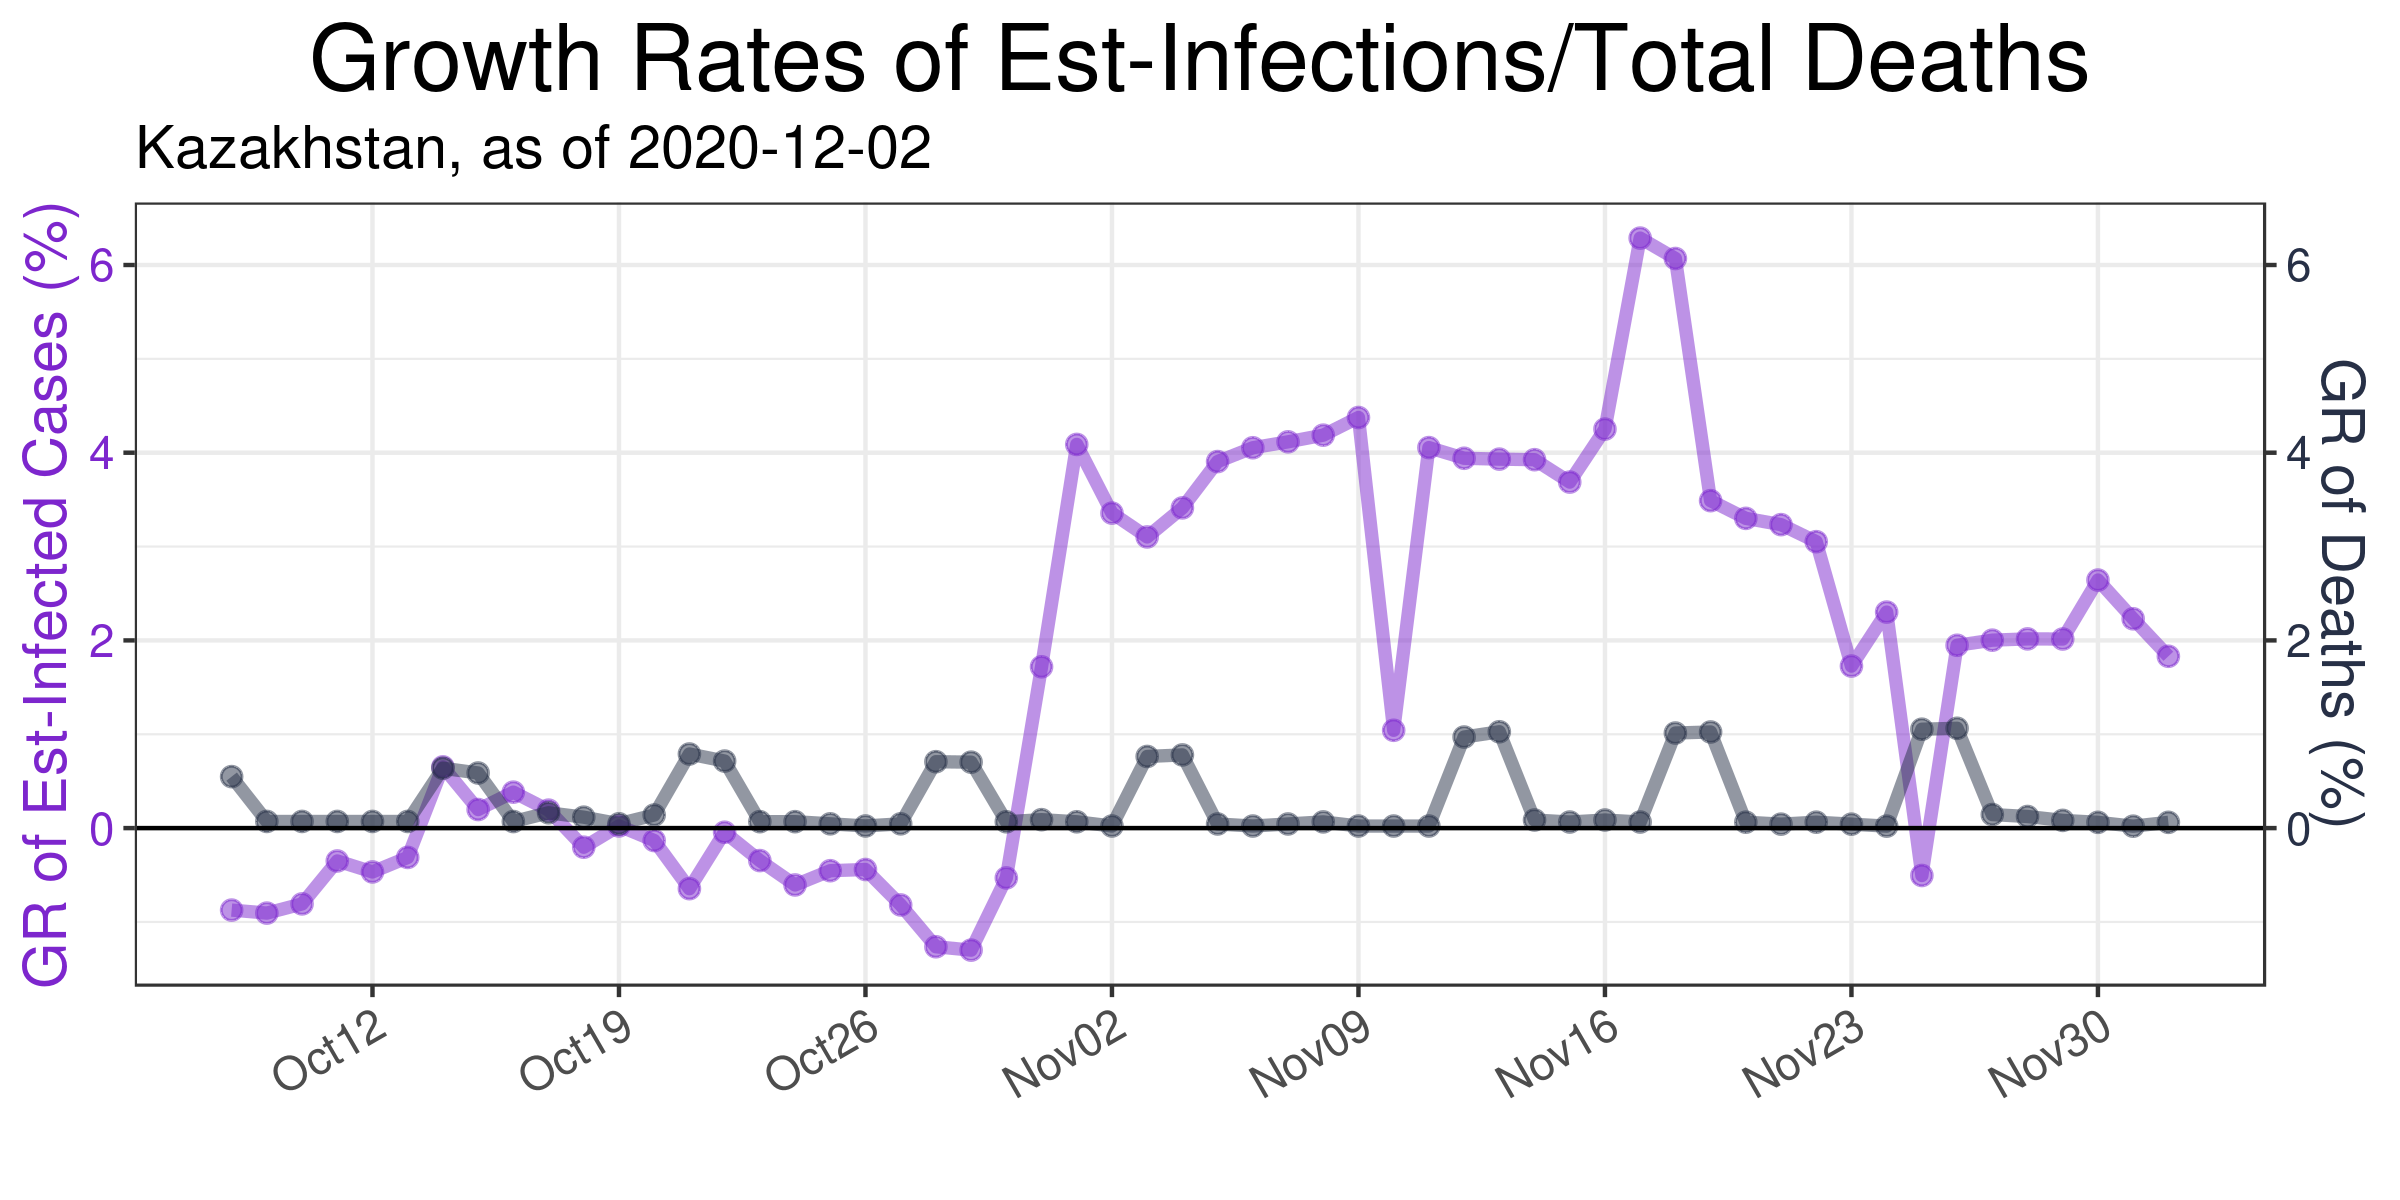 Growth Rates of Est-Infections/Total Deaths
Kazakhstan, as of 2020-12-02
GR of Est-Infected Cases (%)
6
4
2
0
6
4
2
0
GR of Deaths (%)
Oct12
Oct19
Oct26
Nov02
Nov09
Nov16
Nov23
Nov30